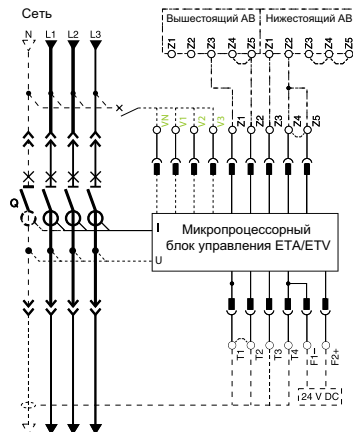 Сеть
Вышестоящий АВ Нижестоящий АВ
N L1 L2 L3
Z1 Z2 Z3 Z4 Z5 Z1 Z2 Z3 Z4 Z5
VN V1 V2 V3 Z1 Z2 Z3 Z4 Z5
Q
I
Микропроцессорный
блок управления ETA/ETV
U
T1 T2 T3 T4 F1− F2+
24 V DC